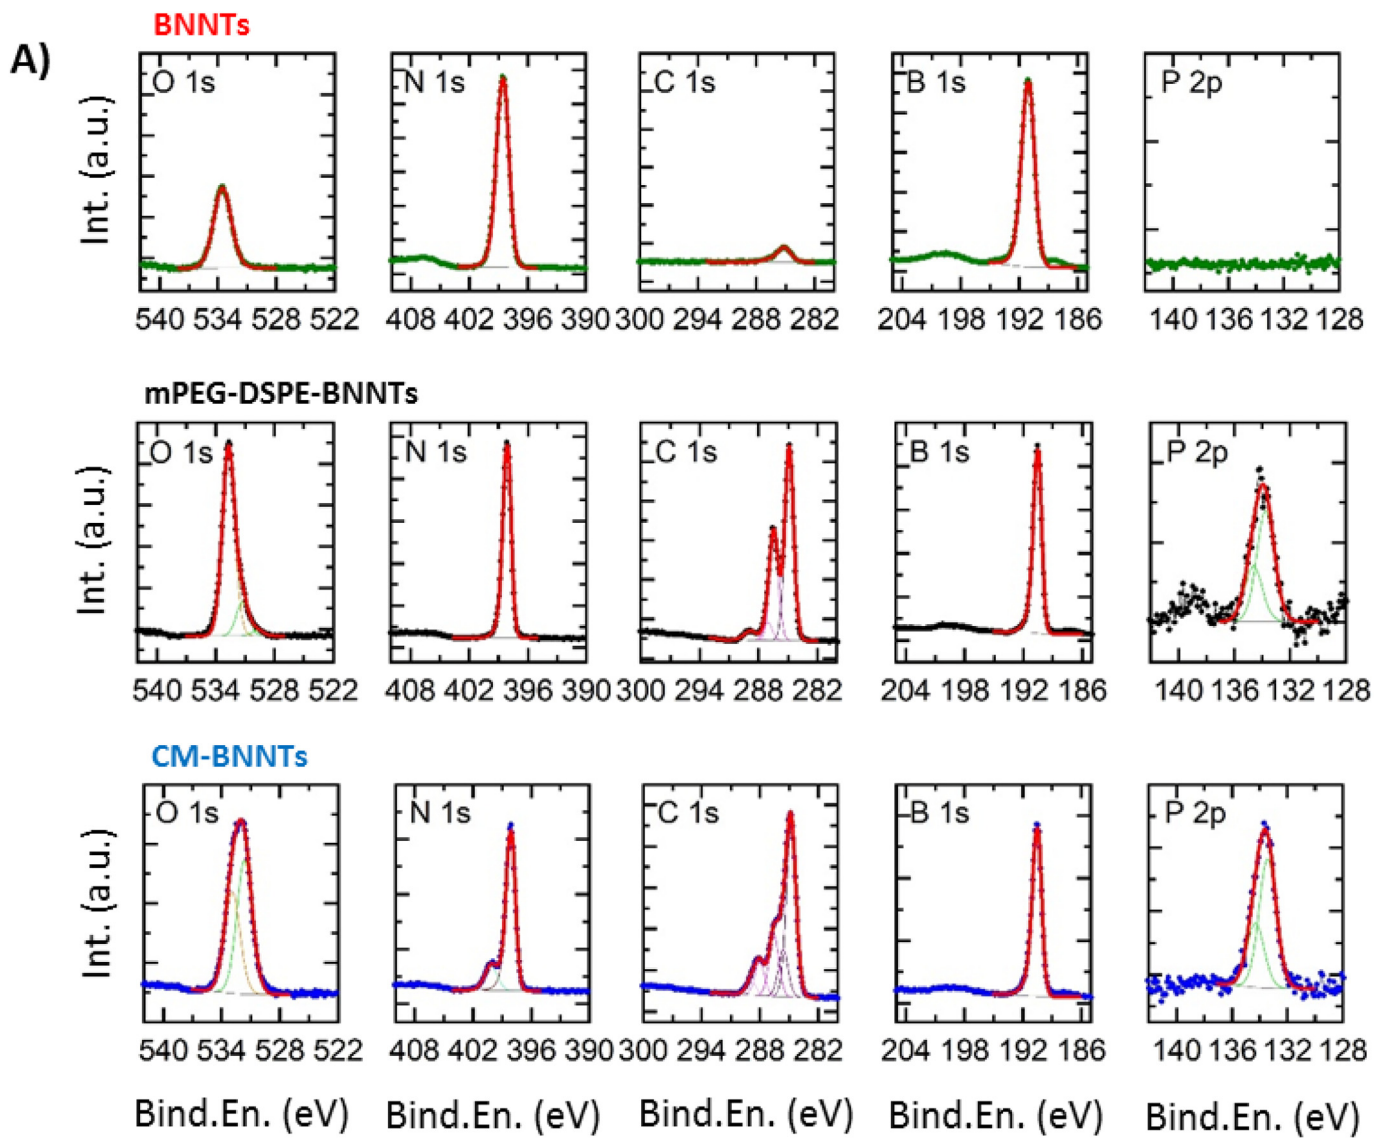 BNNTs
A)
O 1s N 1s C 1s B 1s P 2p
Int. (a.u.)
540 534 528 522 408 402 396 390 300 294 288 282 204 198 192 186 140 136 132 128
mPEG-DSPE-BNNTs
O 1s N 1s C 1s B 1s P 2p
Int. (a.u.)
540 534 528 522 408 402 396 390 300 294 288 282 204 198 192 186 140 136 132 128
CM-BNNTs
O 1s N 1s C 1s B 1s P 2p
Int. (a.u.)
540 534 528 522 408 402 396 390 300 294 288 282 204 198 192 186 140 136 132 128
Bind.En. (eV) Bind.En. (eV) Bind.En. (eV) Bind.En. (eV) Bind.En. (eV)